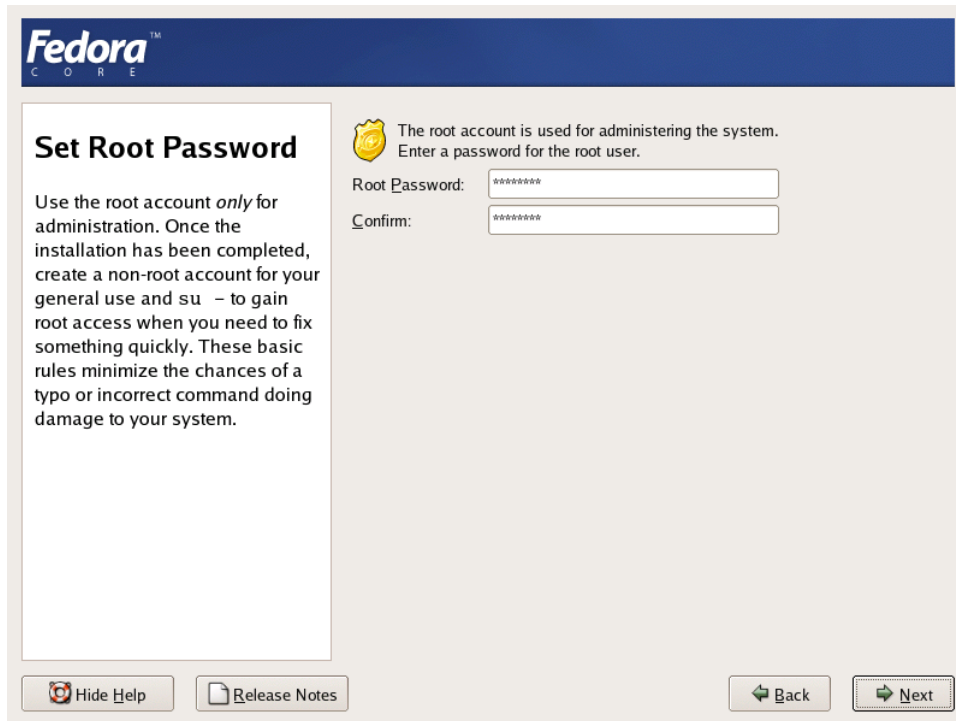 Fedora™
CORE
Set Root Password
Use the root account only for
administration. Once the
installation has been completed,
create a non-root account for your
general use and su - to gain
root access when you need to fix
something quickly. These basic
rules minimize the chances of a
typo or incorrect command doing
damage to your system.
The root account is used for administering the system.
Enter a password for the root user.
Root Password: ********
Confirm: ********
Hide Help
Release Notes
Back
Next